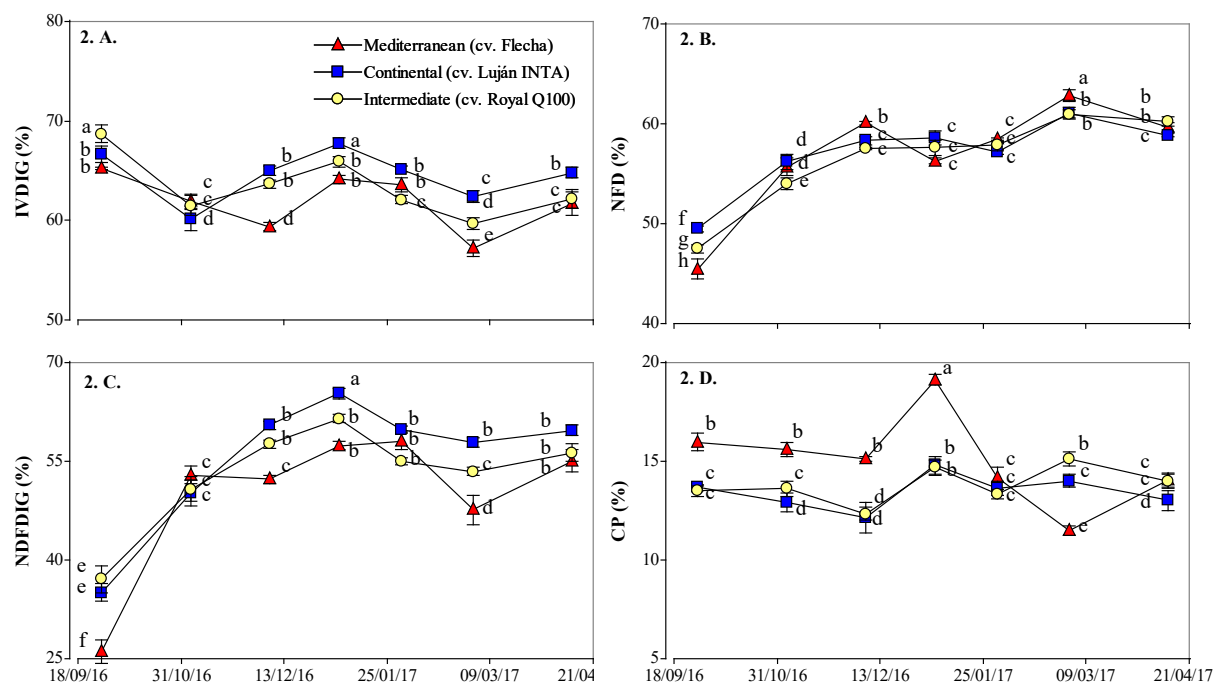 2. A.
IVDIG (%)
80
70
60
50
Mediterranean (cv. Flecha)
Continental (cv. Luján INTA)
Intermediate (cv. Royal Q100)
a
b
b
c
c
d
b
b
d
a
b
b
b
b
c
c
d
e
b
c
c
2. B.
NFD (%)
70
60
50
40
f
g
h
d
d
e
b
c
c
c
c
c
c
c
c
a
b
b
b
b
c
2. C.
NDFDIG (%)
70
55
40
25
e
e
f
c
c
c
b
b
c
a
b
b
b
b
b
b
c
d
b
b
b
18/09/16
31/10/16
13/12/16
25/01/17
09/03/17
21/04
2. D.
CP (%)
20
15
10
5
b
c
c
b
c
d
b
d
d
a
b
b
c
c
c
b
c
e
c
c
d
18/09/16
31/10/16
13/12/16
25/01/17
09/03/17
21/04/17